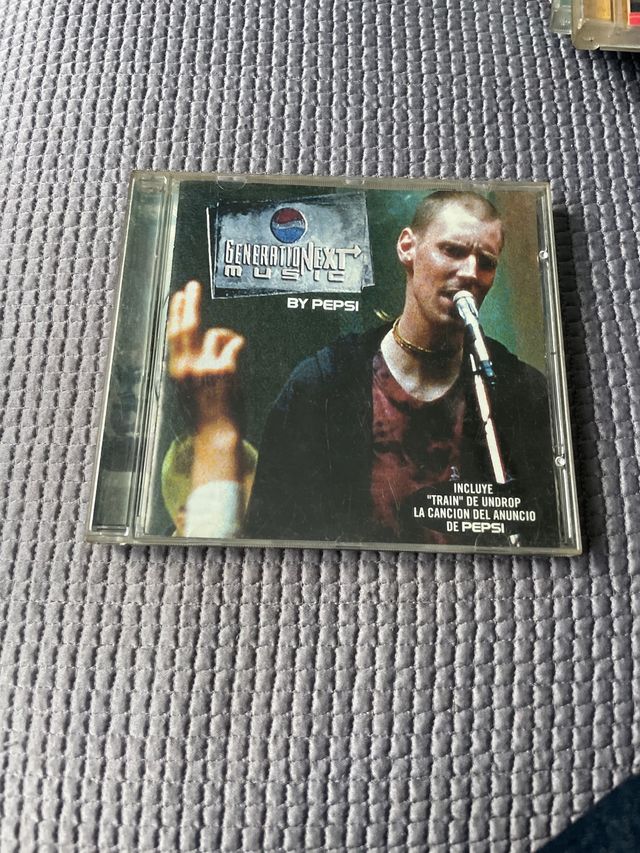 GENERATIONEXT
MUSIC
BY PEPSI
INCLUYE
"TRAIN" DE UNDROP
LA CANCION DEL ANUNCIO
DE PEPSI